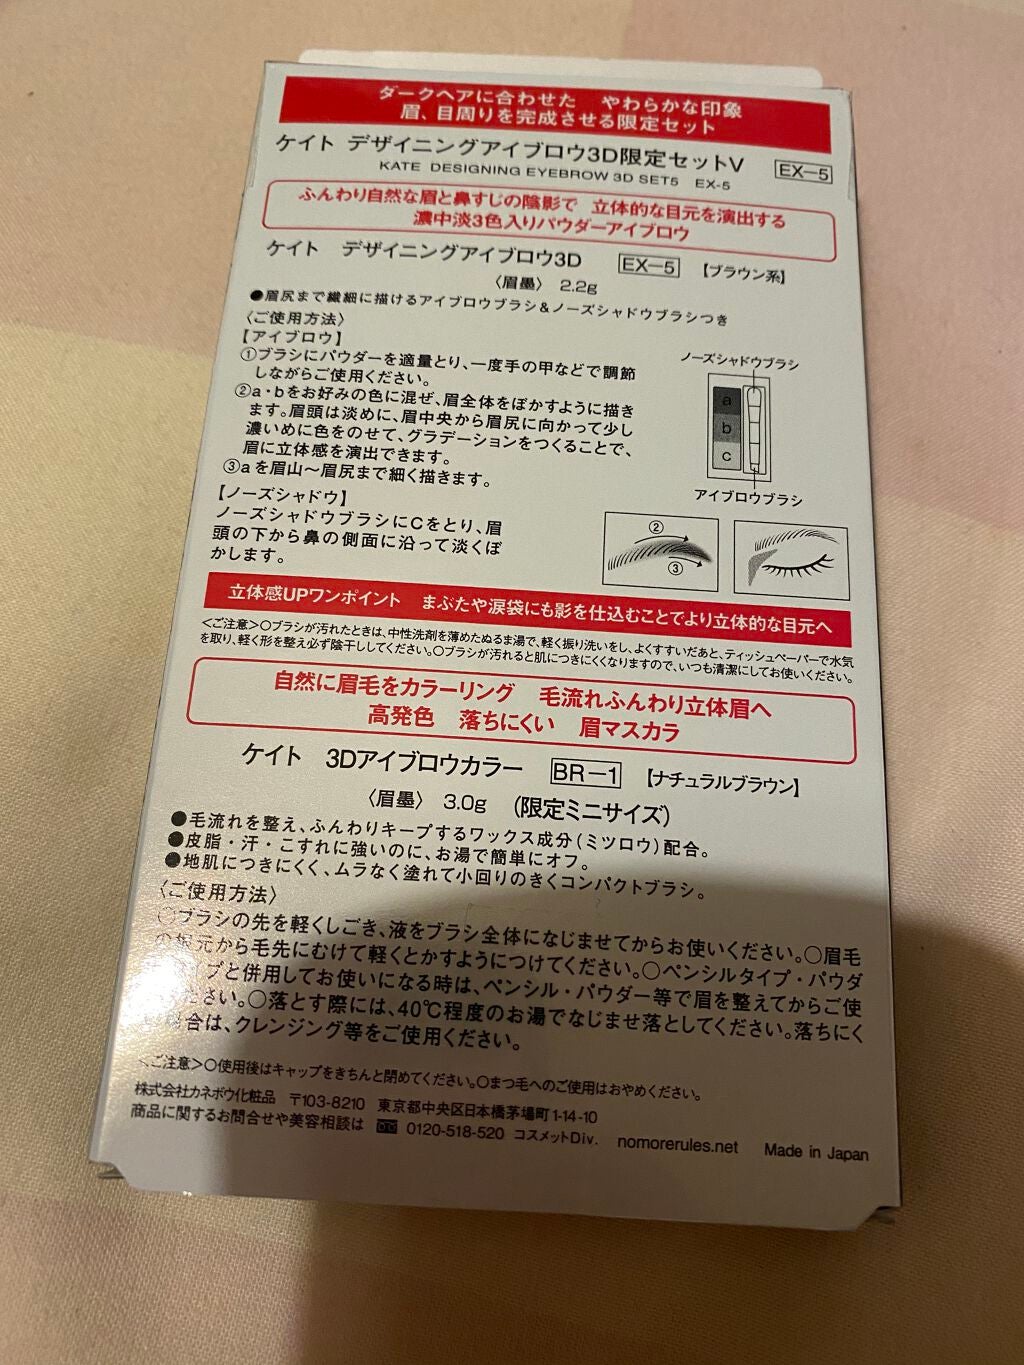 ダークヘアに合わせた やわらかな印象
眉、目周りを完成させる限定セット
ケイト デザイニングアイブロウ3D限定セットV EX-5
KATE DESIGNING EYEBROW 3D SET5 EX-5
ふんわり自然な眉と鼻すじの陰影で 立体的な目元を演出する
濃中淡3色入りパウダーアイブロウ
ケイト デザイニングアイブロウ3D EX-5 【ブラウン系】
〈眉墨〉 2.2g
●眉尻まで繊細に描けるアイブロウブラシ&ノーズシャドウブラシつき
〈ご使用方法〉
【アイブロウ】
①ブラシにパウダーを適量とり、一度手の甲などで調節
しながらご使用ください。
②a・bをお好みの色に混ぜ、眉全体をぼかすように描き
ます。眉頭は淡めに、眉中央から眉尻に向かって少し
濃いめに色をのせて、グラデーションをつくることで、
眉に立体感を演出できます。
③aを眉山〜眉尻まで細く描きます。
【ノーズシャドウ】
ノーズシャドウブラシにCをとり、眉
頭の下から鼻の側面に沿って淡くぼ
かします。
ノーズシャドウブラシ
a
b
c
アイブロウブラシ
②
③
立体感UPワンポイント まぶたや涙袋にも影を仕込むことでより立体的な目元へ
<ご注意>○ブラシが汚れたときは、中性洗剤を薄めたぬるま湯で、軽く振り洗いをし、よくすすいだあと、ティッシュペーパーで水気
を取り、軽く形を整え必ず陰干ししてください。○ブラシが汚れると肌につきにくくなりますので、いつも清潔にしてお使いください。
自然に眉毛をカラーリング 毛流れふんわり立体眉へ
高発色 落ちにくい 眉マスカラ
ケイト 3Dアイブロウカラー BR-1 【ナチュラルブラウン】
〈眉墨〉 3.0g (限定ミニサイズ)
●毛流れを整え、ふんわりキープするワックス成分(ミツロウ)配合。
●皮脂・汗・こすれに強いのに、お湯で簡単にオフ。
●地肌につきにくく、ムラなく塗れて小回りのきくコンパクトブラシ。
〈ご使用方法〉
○ブラシの先を軽くしごき、液をブラシ全体になじませてからお使いください。○眉毛
の根元から毛先にむけて軽くとかすようにつけてください。○ペンシルタイプ・パウダ
プと併用してお使いになる時は、ペンシル・パウダー等で眉を整えてからご使
さい。○落とす際には、40℃程度のお湯でなじませ落としてください。落ちにく
合は、クレンジング等をご使用ください。
<ご注意>○使用後はキャップをきちんと閉めてください。○まつ毛へのご使用はおやめください。
株式会社カネボウ化粧品 〒103-8210 東京都中央区日本橋茅場町1-14-10
商品に関するお問合せや美容相談は 0120-518-520 コスメットDiv. nomorerules.net Made in Japan